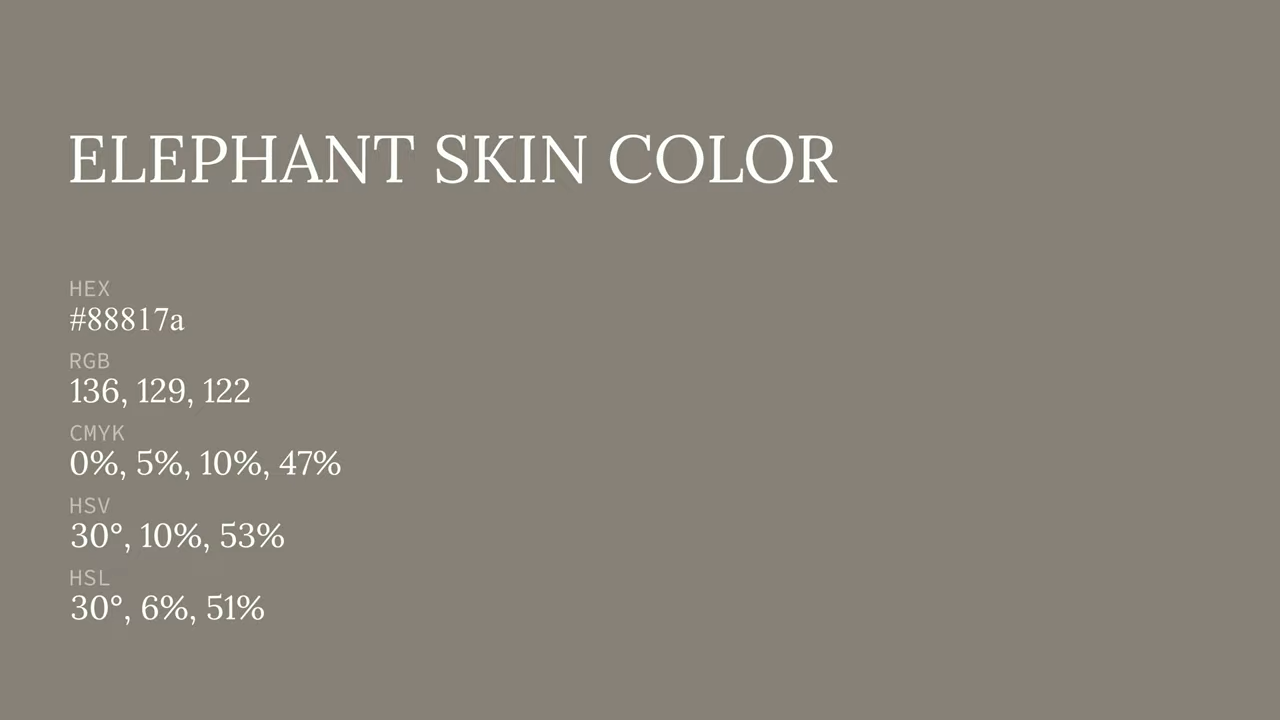 ELEPHANT SKIN COLOR
HEX
#88817a
RGB
136, 129, 122
CMYK
0%, 5%, 10%, 47%
HSV
30°, 10%, 53%
HSL
30°, 6%, 51%